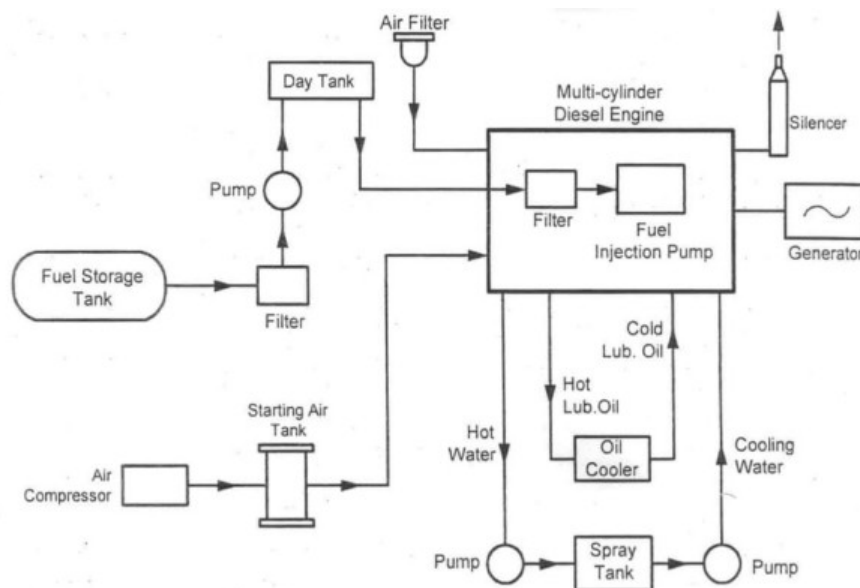 Air Filter
Day Tank
Multi-cylinder
Diesel Engine
Silencer
Pump
Filter
Fuel
Injection Pump
Generator
Fuel Storage
Tank
Filter
Cold
Lub. Oil
Hot
Lub.Oil
Starting Air
Tank
Hot
Water
Oil
Cooler
Cooling
Water
Air
Compressor
Pump
Spray
Tank
Pump